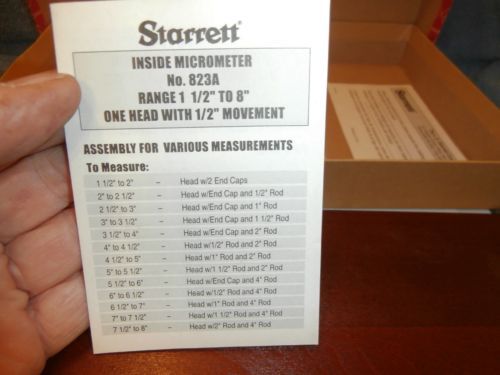 Starrett
INSIDE MICROMETER
No. 823A
RANGE 1 1/2" TO 8"
ONE HEAD WITH 1/2" MOVEMENT
ASSEMBLY FOR VARIOUS MEASUREMENTS
To Measure:
1 1/2" to 2" – Head w/2 End Caps
2" to 2 1/2" – Head w/End Cap and 1/2" Rod
2 1/2" to 3" – Head w/End Cap and 1" Rod
3" to 3 1/2" – Head w/End Cap and 1 1/2" Rod
3 1/2" to 4" – Head w/End Cap and 2" Rod
4" to 4 1/2" – Head w/1/2" Rod and 2" Rod
4 1/2" to 5" – Head w/1" Rod and 2" Rod
5" to 5 1/2" – Head w/1 1/2" Rod and 2" Rod
5 1/2" to 6" – Head w/End Cap and 4" Rod
6" to 6 1/2" – Head w/1/2" Rod and 4" Rod
6 1/2" to 7" – Head w/1" Rod and 4" Rod
7" to 7 1/2" – Head w/1 1/2" Rod and 4" Rod
7 1/2" to 8" – Head w/2" Rod and 4" Rod